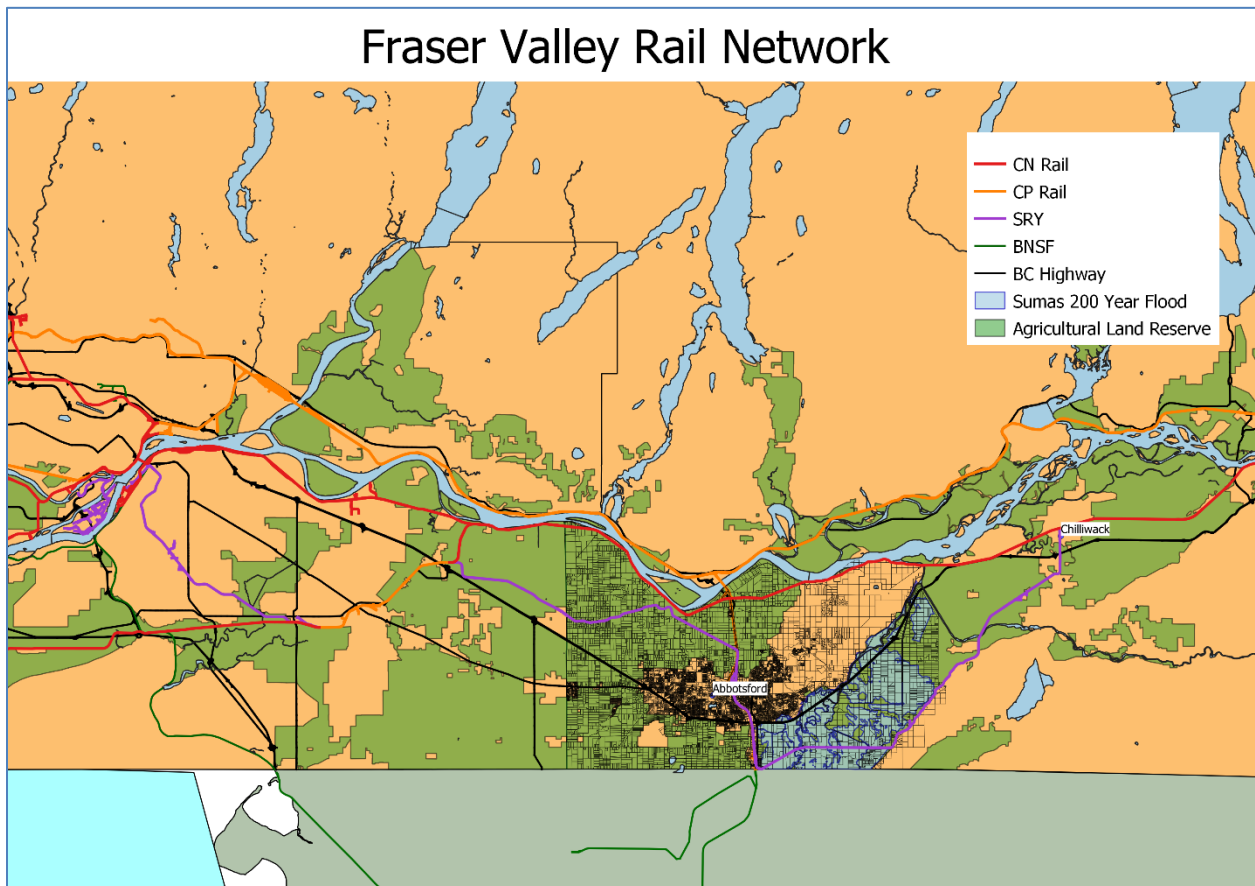 Fraser Valley Rail Network
CN Rail
CP Rail
SRY
BNSF
BC Highway
Sumas 200 Year Flood
Agricultural Land Reserve
Chilliwack
Abbotsford